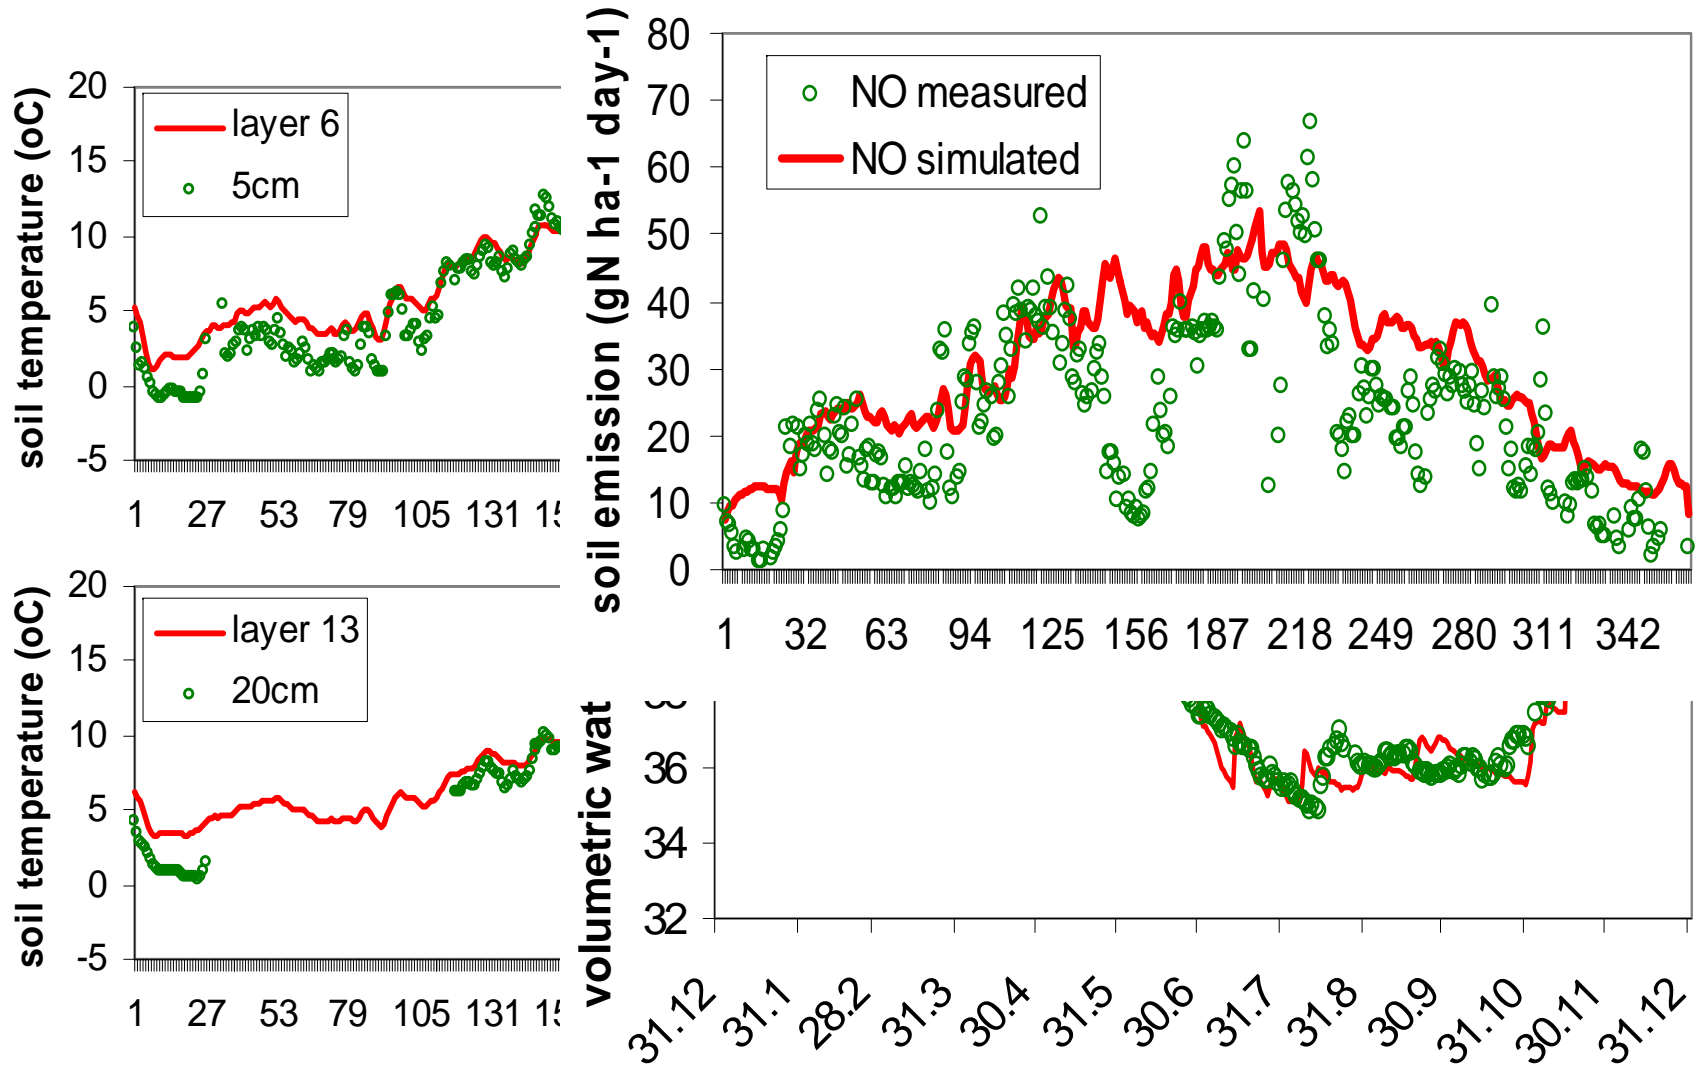 soil temperature (oC)
20
15
10
5
0
-5
layer 6
5cm
1 27 53 79 105 131 15
soil temperature (oC)
20
15
10
5
0
-5
layer 13
20cm
1 27 53 79 105 131 15
soil emission (gN ha-1 day-1)
80
70
60
50
40
30
20
10
0
NO measured
NO simulated
1 32 63 94 125 156 187 218 249 280 311 342
volumetric wat
36
34
32
31.12 31.1 28.2 31.3 30.4 31.5 30.6 31.7 31.8 30.9 31.10 30.11 31.12